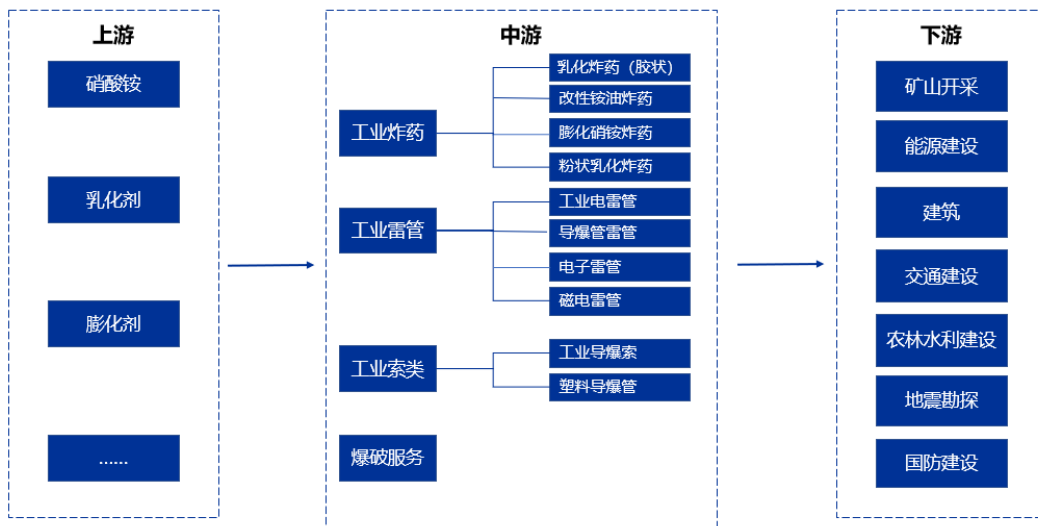 上游
硝酸铵
乳化剂
膨化剂
……
中游
工业炸药
乳化炸药（胶状）
改性铵油炸药
膨化硝铵炸药
粉状乳化炸药
工业雷管
工业电雷管
导爆管雷管
电子雷管
磁电雷管
工业索类
工业导爆索
塑料导爆管
爆破服务
下游
矿山开采
能源建设
建筑
交通建设
农林水利建设
地震勘探
国防建设